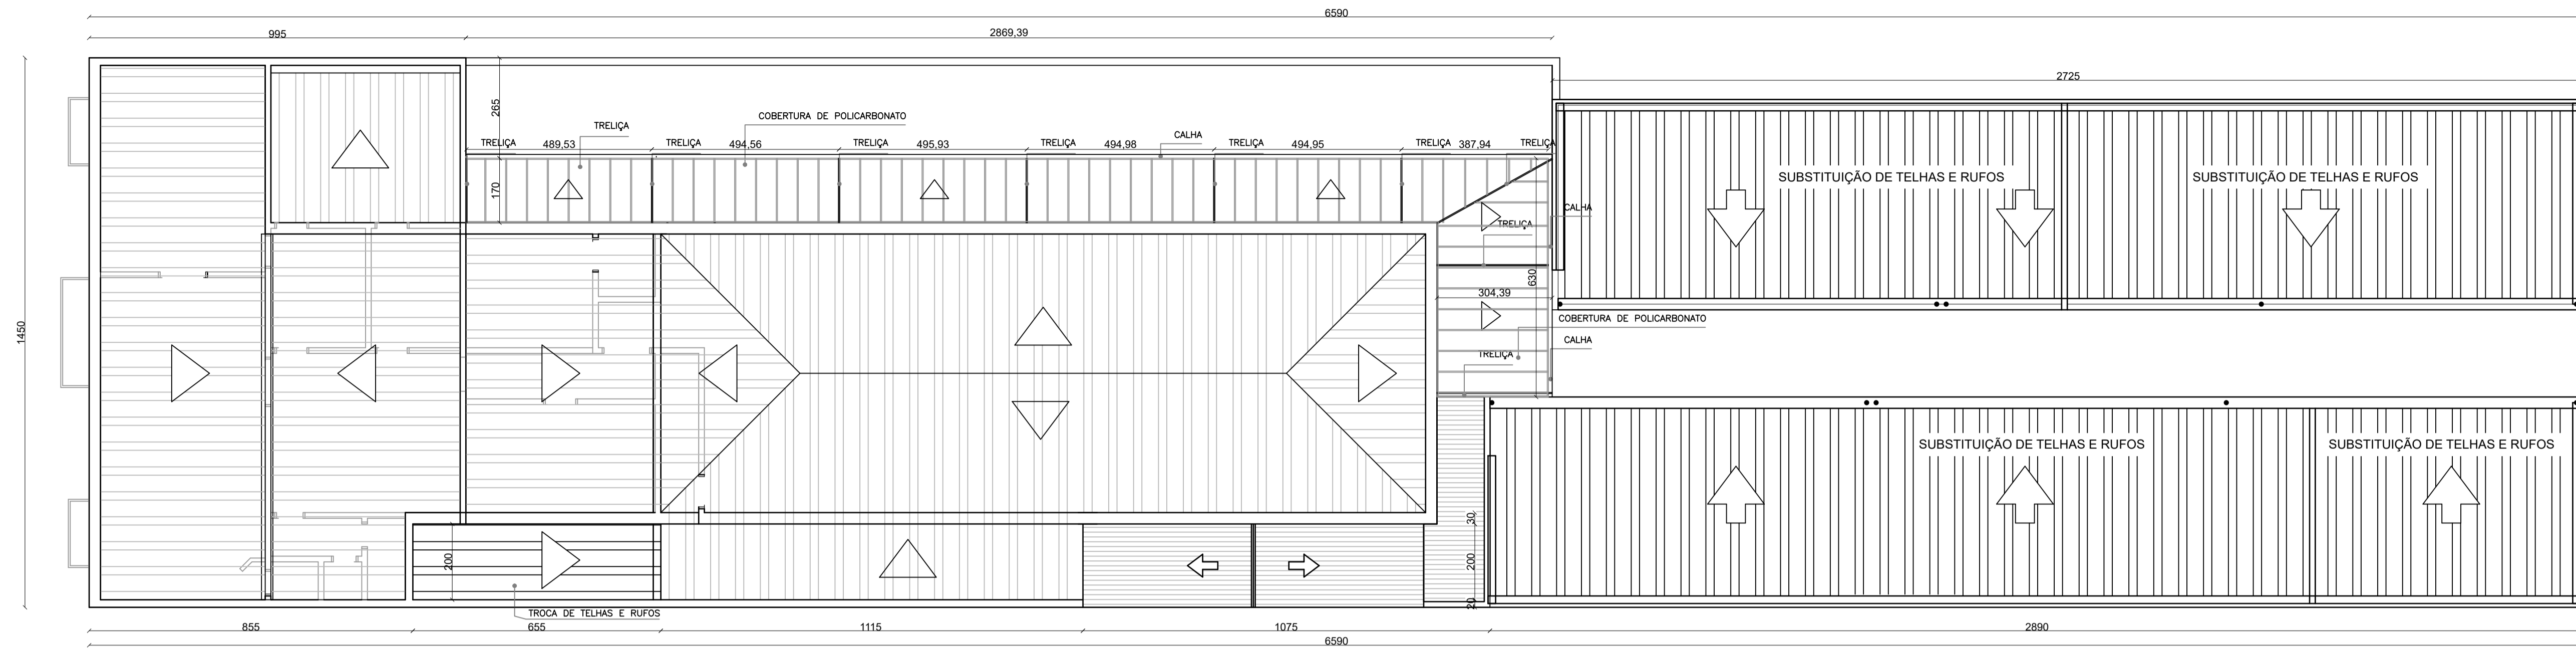 6590
995
2869,39
2725
265
COBERTURA DE POLICARBONATO
TRELIÇA
CALHA
TRELIÇA
489,53
TRELIÇA
494,56
TRELIÇA
495,93
TRELIÇA
494,98
TRELIÇA
494,95
TRELIÇA
387,94
TRELIÇA
170
SUBSTITUIÇÃO DE TELHAS E RUFOS
SUBSTITUIÇÃO DE TELHAS E RUFOS
CALHA
TRELIÇA
630
304,39
COBERTURA DE POLICARBONATO
1450
CALHA
TRELIÇA
SUBSTITUIÇÃO DE TELHAS E RUFOS
SUBSTITUIÇÃO DE TELHAS E RUFOS
30
200
200
20
TROCA DE TELHAS E RUFOS
855
655
1115
1075
2890
6590